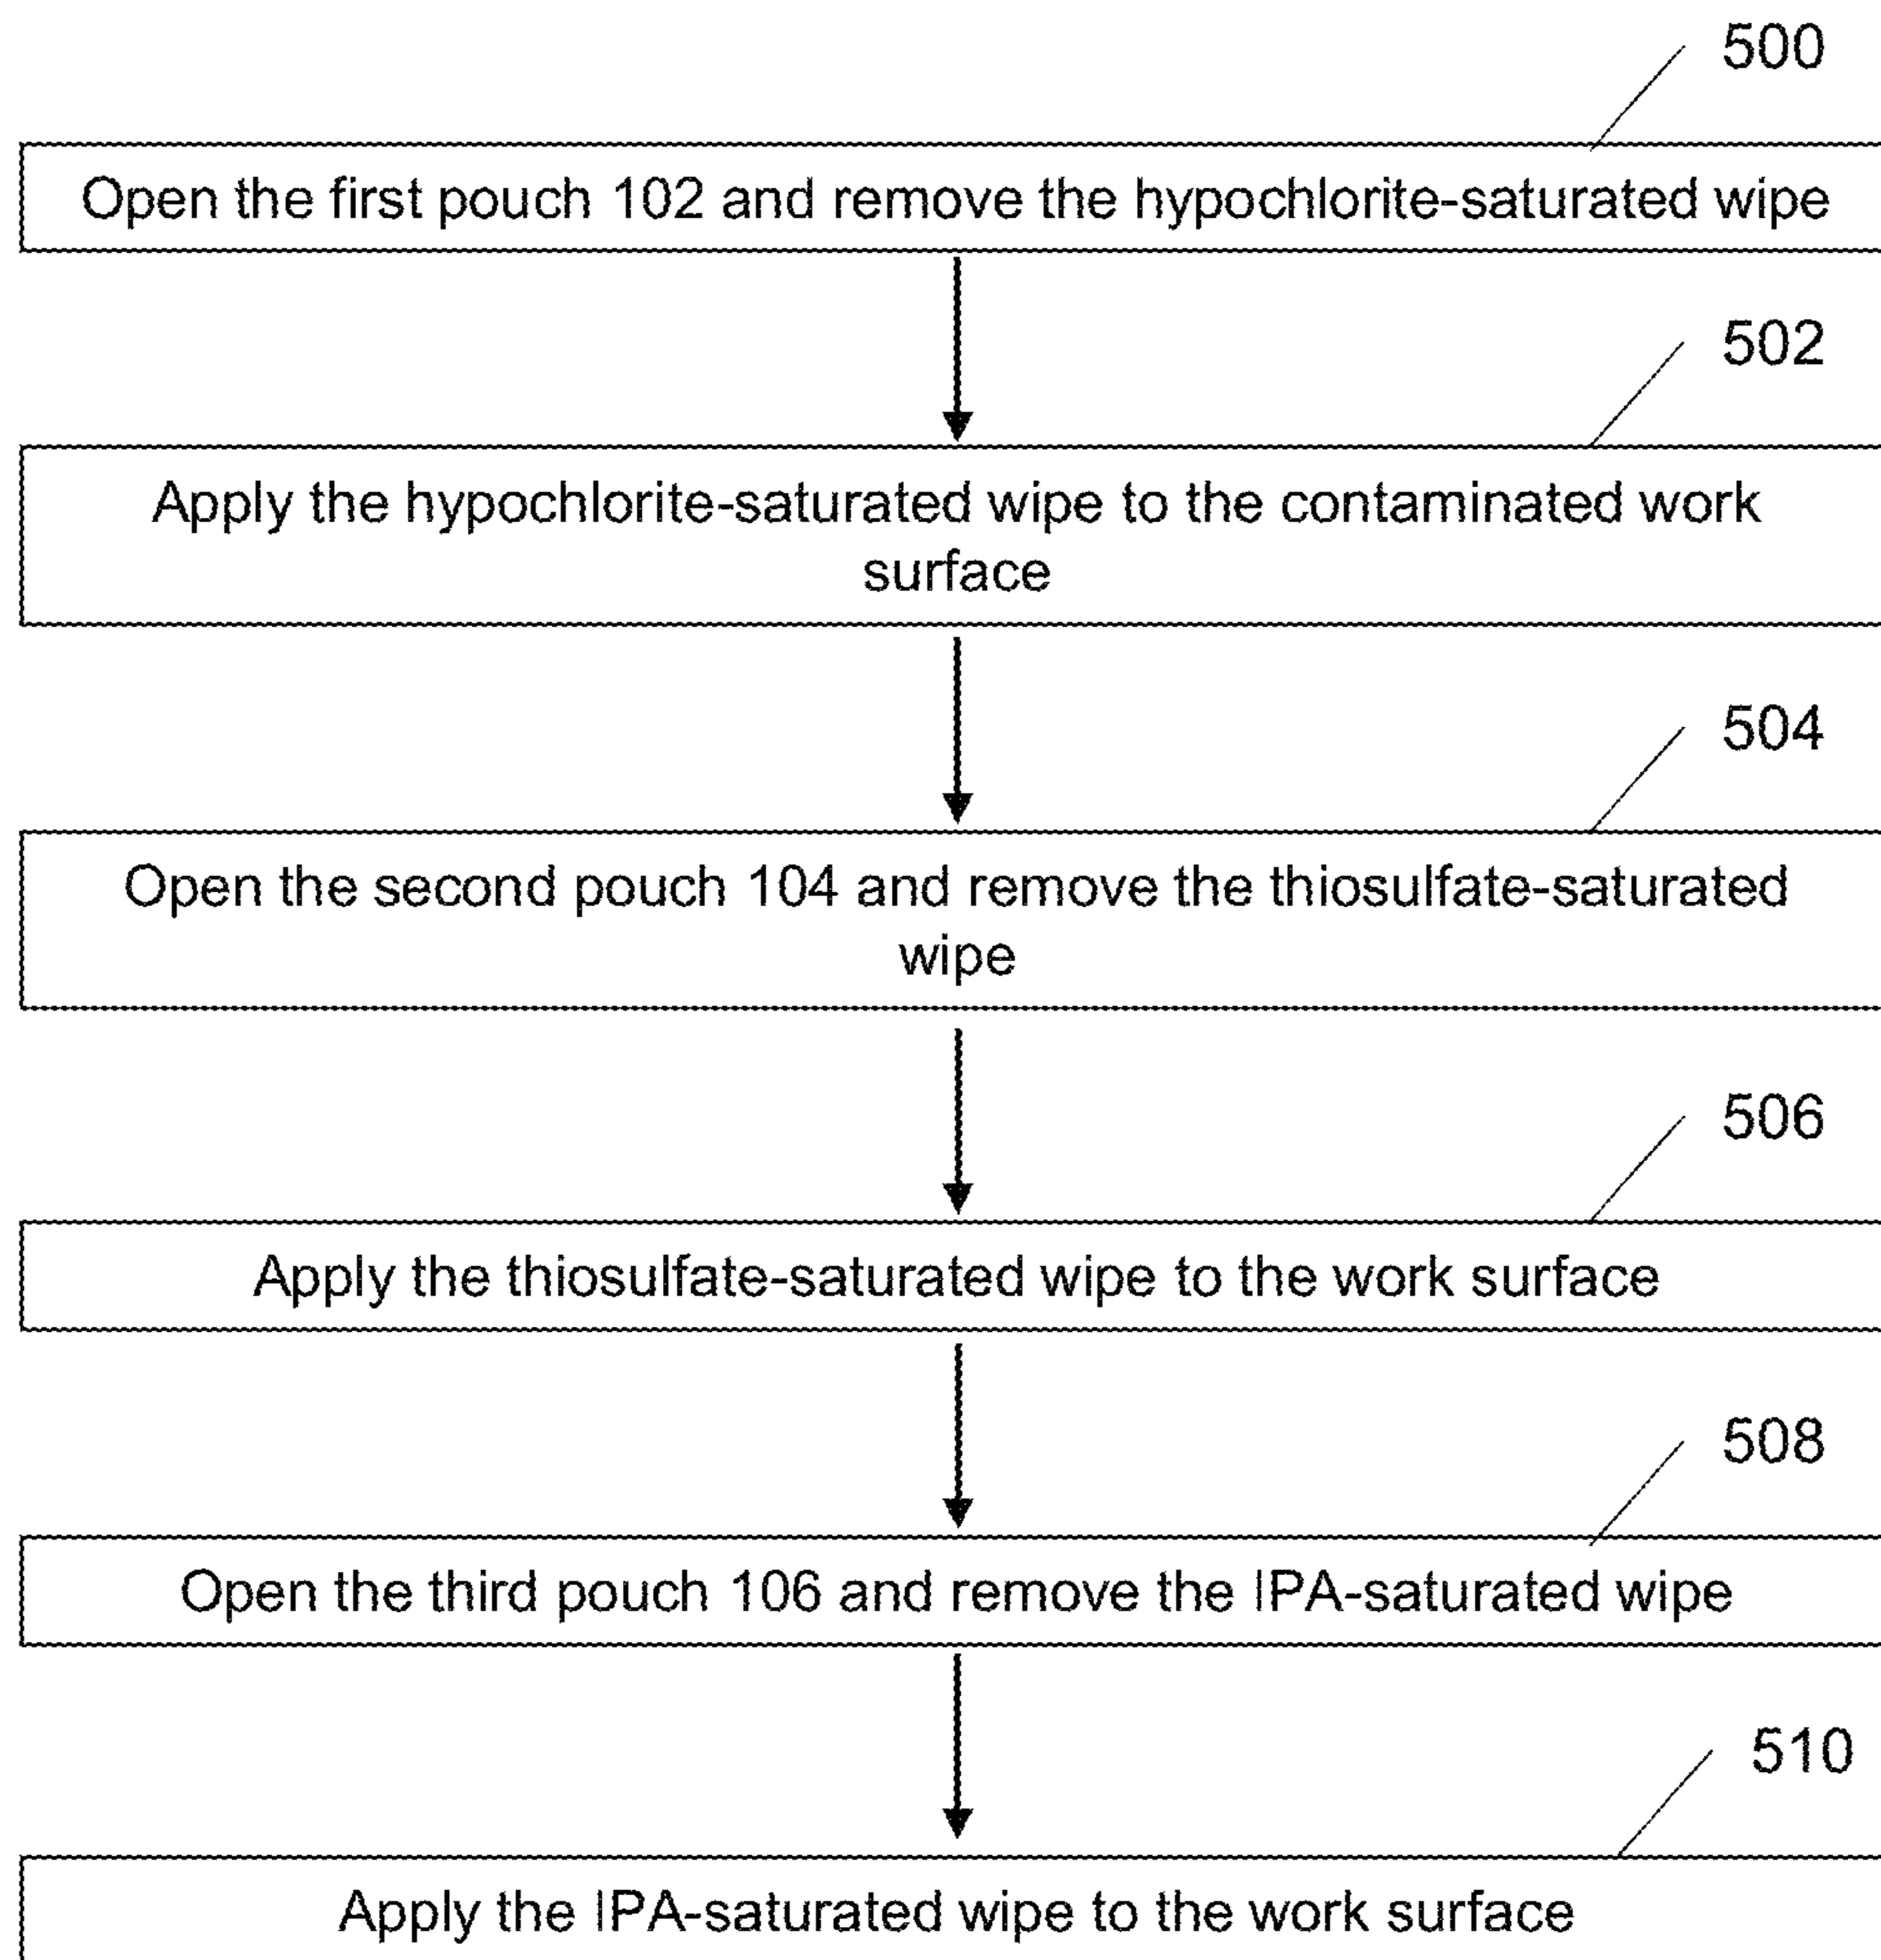 500
Open the first pouch 102 and remove the hypochlorite-saturated wipe
502
Apply the hypochlorite-saturated wipe to the contaminated work
surface
504
Open the second pouch 104 and remove the thiosulfate-saturated
wipe
506
Apply the thiosulfate-saturated wipe to the work surface
508
Open the third pouch 106 and remove the IPA-saturated wipe
510
Apply the IPA-saturated wipe to the work surface